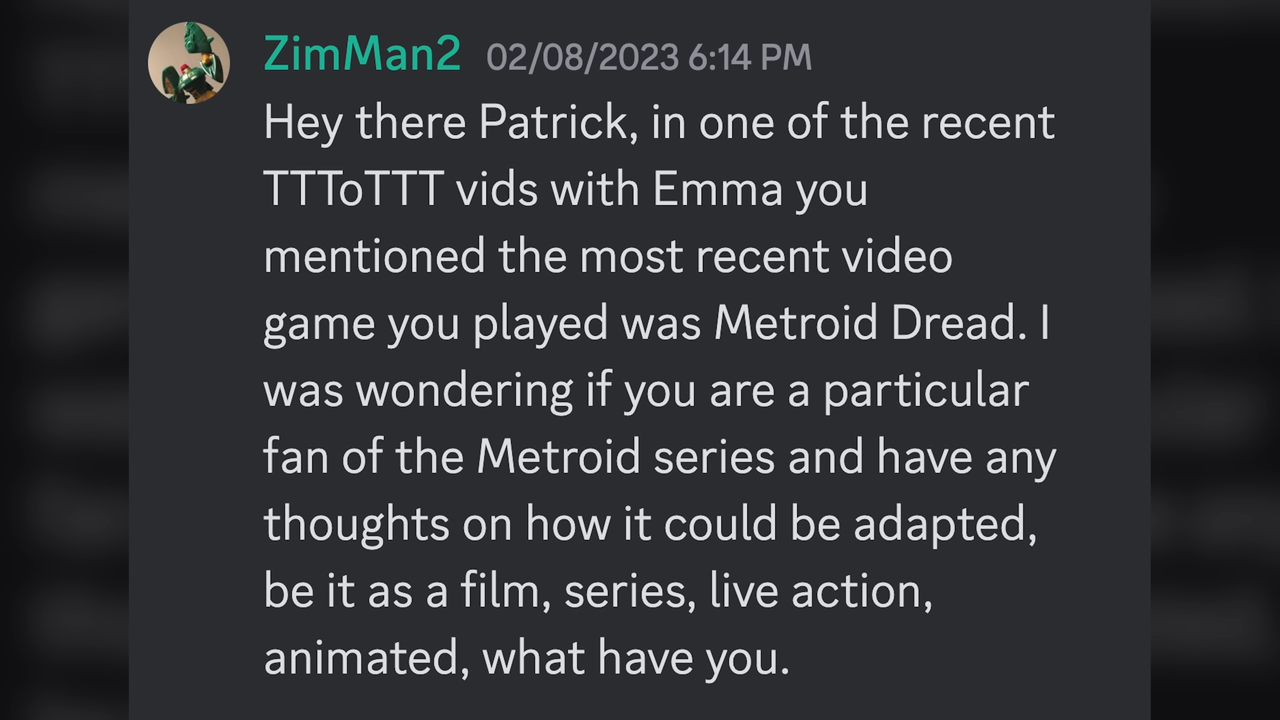 ZimMan2 02/08/2023 6:14 PM
Hey there Patrick, in one of the recent
TTToTTT vids with Emma you
mentioned the most recent video
game you played was Metroid Dread. I
was wondering if you are a particular
fan of the Metroid series and have any
thoughts on how it could be adapted,
be it as a film, series, live action,
animated, what have you.